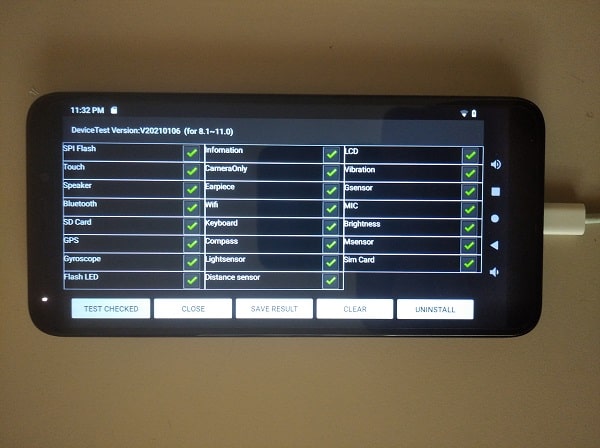 11:32 PM
DeviceTest Version:V20210106 (for 8.1~11.0)
SPI Flash Infomation LCD
Touch CameraOnly Vibration
Speaker Earpiece Gsensor
Bluetooth Wifi MIC
SD Card Keyboard Brightness
GPS Compass Msensor
Gyroscope Lightsensor Sim Card
Flash LED Distance sensor
TEST CHECKED CLOSE SAVE RESULT CLEAR UNINSTALL